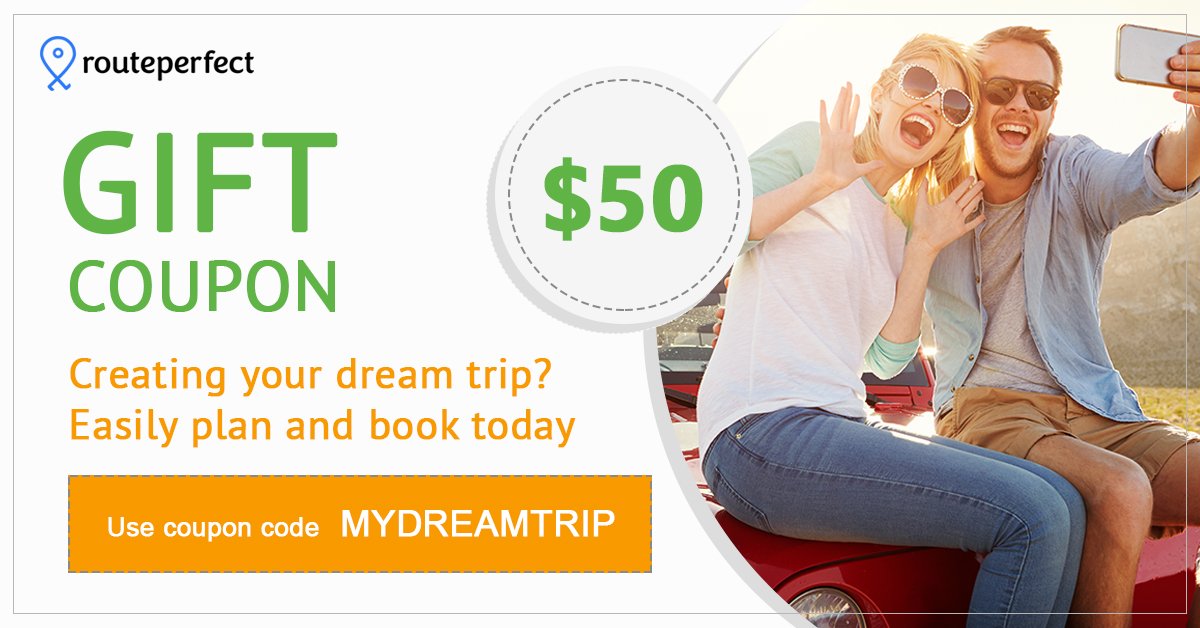 routeperfect
GIFT
COUPON
$50
Creating your dream trip?
Easily plan and book today
Use coupon code MYDREAMTRIP